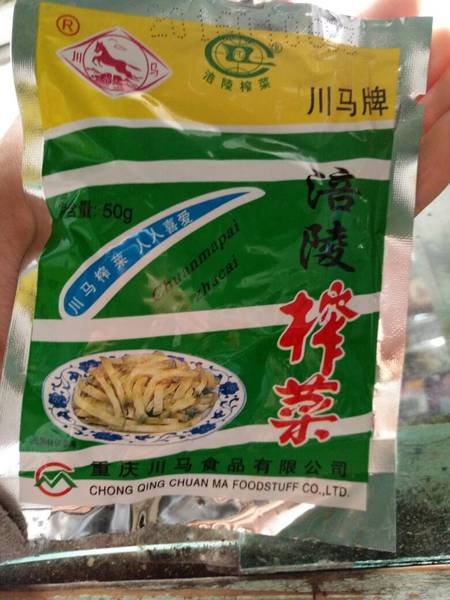 ®
川马
涪陵榨菜
川马牌
涪陵
榨菜
含量: 50g
川马榨菜 人人喜爱
Chuanmapai
zhacai
重庆川马食品有限公司
CHONG QING CHUAN MA FOODSTUFF CO.,LTD.